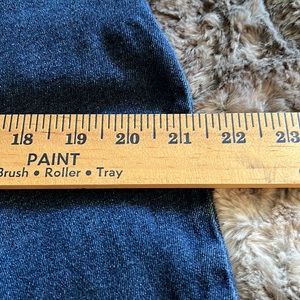 18 19 20 21 22 23
PAINT
Brush • Roller • Tray